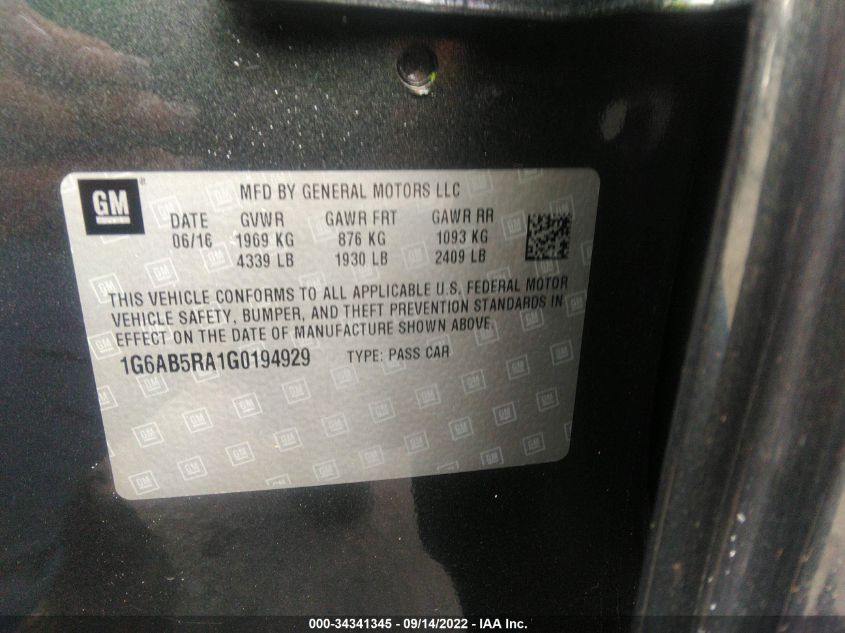 GM
MFD BY GENERAL MOTORS LLC
DATE GVWR GAWR FRT GAWR RR
06/16 1969 KG 876 KG 1093 KG
4339 LB 1930 LB 2409 LB
THIS VEHICLE CONFORMS TO ALL APPLICABLE U.S. FEDERAL MOTOR
VEHICLE SAFETY, BUMPER, AND THEFT PREVENTION STANDARDS IN
EFFECT ON THE DATE OF MANUFACTURE SHOWN ABOVE.
1G6AB5RA1G0194929 TYPE: PASS CAR
000-34341345 - 09/14/2022 - IAA Inc.